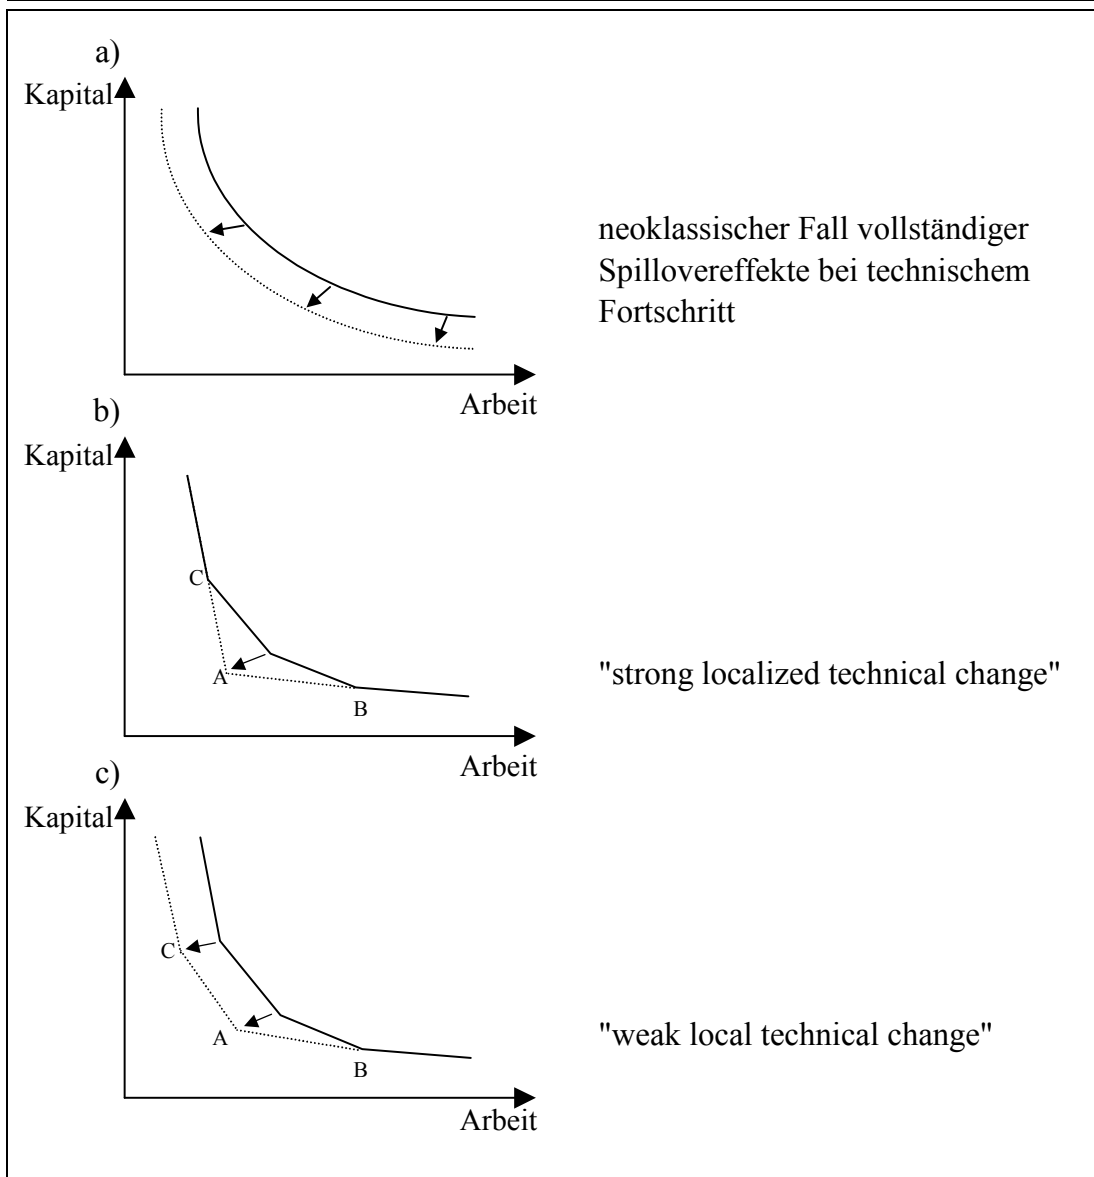 a)
Kapital
neoklassischer Fall vollständiger
Spillovereffekte bei technischem
Fortschritt
Arbeit
b)
Kapital
C
A
B
"strong localized technical change"
Arbeit
c)
Kapital
C
A
B
"weak local technical change"
Arbeit